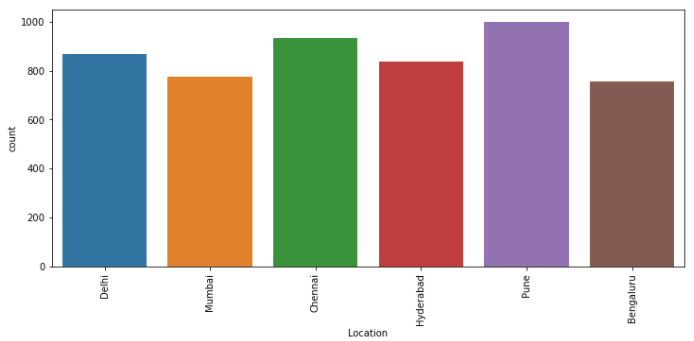 1000
800
600
400
200
0
count
Delhi
Mumbai
Chennai
Hyderabad
Pune
Bengaluru
Location